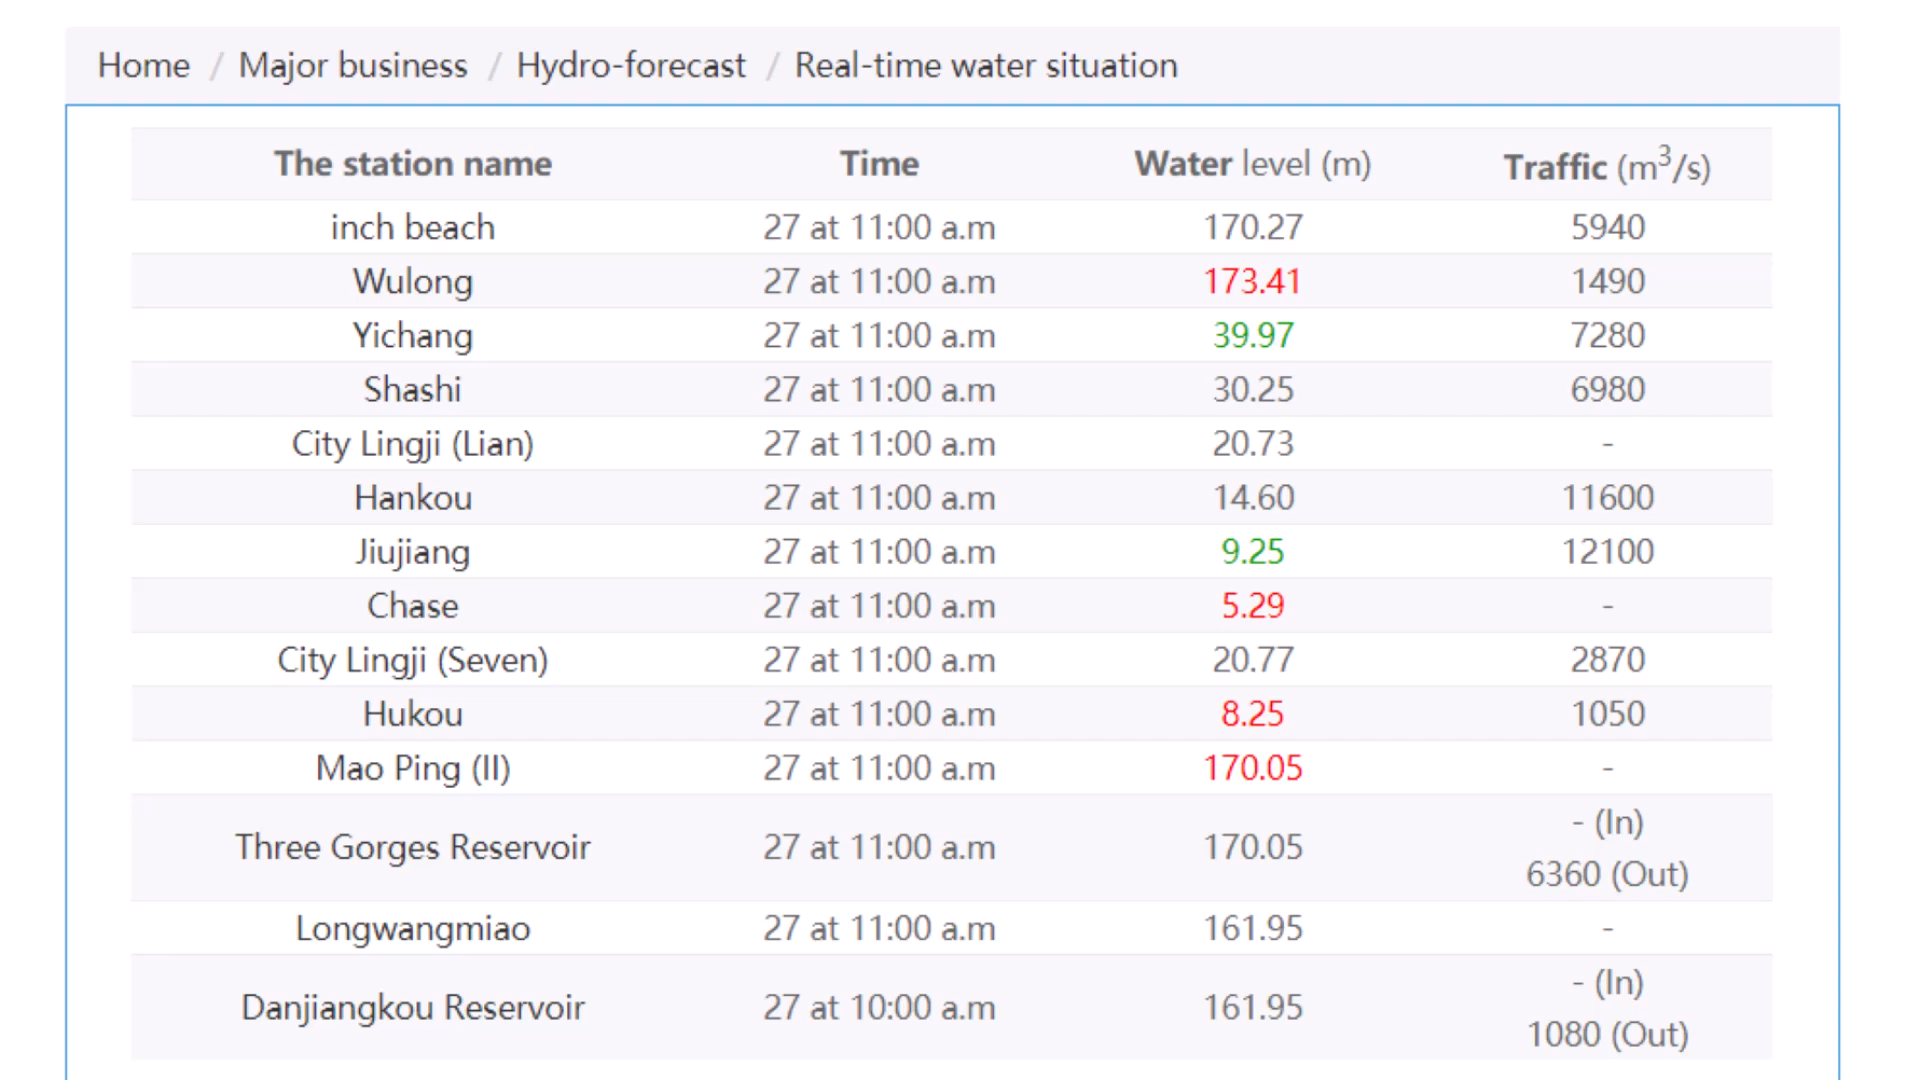 Home / Major business / Hydro-forecast / Real-time water situation
The station name Time Water level (m) Traffic (m³/s)
inch beach 27 at 11:00 a.m 170.27 5940
Wulong 27 at 11:00 a.m 173.41 1490
Yichang 27 at 11:00 a.m 39.97 7280
Shashi 27 at 11:00 a.m 30.25 6980
City Lingji (Lian) 27 at 11:00 a.m 20.73 -
Hankou 27 at 11:00 a.m 14.60 11600
Jiujiang 27 at 11:00 a.m 9.25 12100
Chase 27 at 11:00 a.m 5.29 -
City Lingji (Seven) 27 at 11:00 a.m 20.77 2870
Hukou 27 at 11:00 a.m 8.25 1050
Mao Ping (II) 27 at 11:00 a.m 170.05 -
Three Gorges Reservoir 27 at 11:00 a.m 170.05 - (In)
6360 (Out)
Longwangmiao 27 at 11:00 a.m 161.95 -
Danjiangkou Reservoir 27 at 10:00 a.m 161.95 - (In)
1080 (Out)